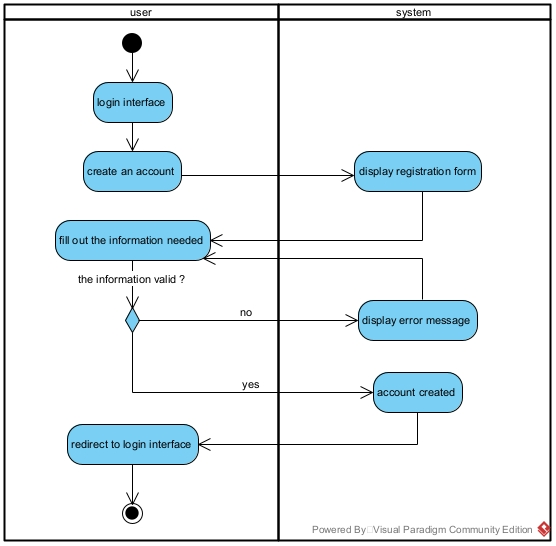 user
system
login interface
create an account
display registration form
fill out the information needed
the information valid ?
no
display error message
yes
account created
redirect to login interface
Powered By Visual Paradigm Community Edition